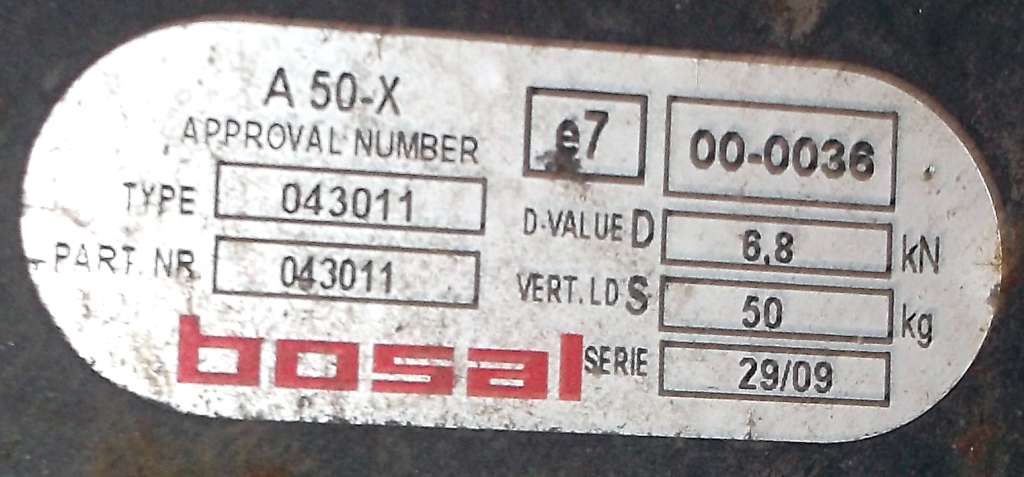 A 50-X
APPROVAL NUMBER e7 00-0036
TYPE 043011
D-VALUE D 6,8 kN
PART. NR 043011
VERT. LD S 50 kg
bosal
SERIE 29/09